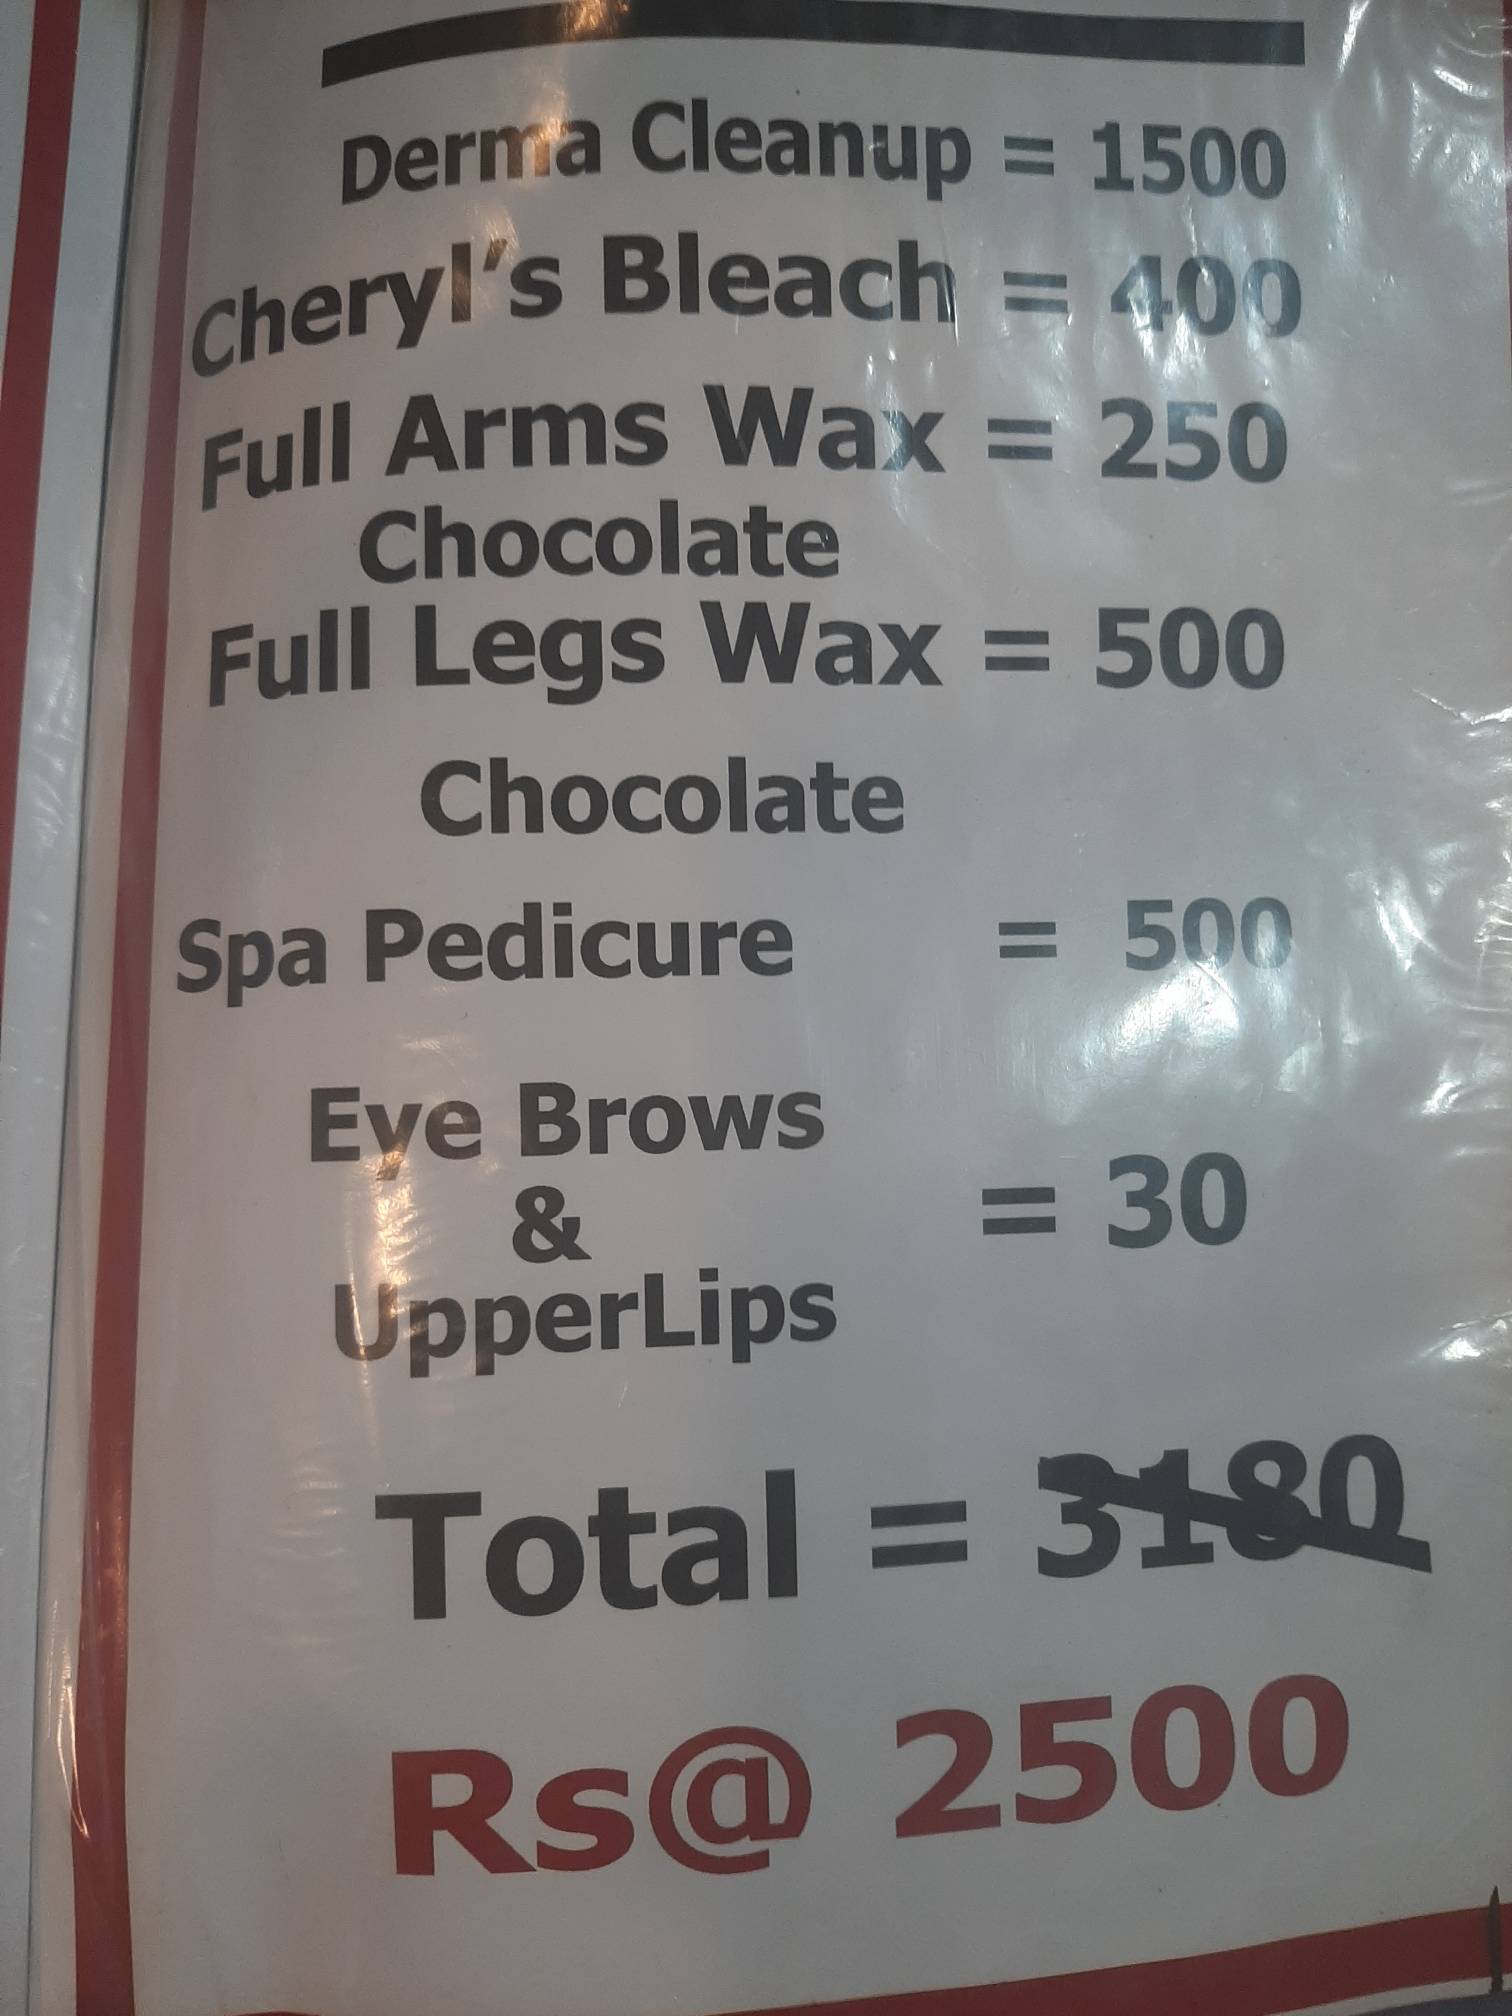 Derma Cleanup = 1500
Cheryl's Bleach = 400
Full Arms Wax = 250
Chocolate
Full Legs Wax = 500
Chocolate
Spa Pedicure = 500
Eye Brows
&
= 30
UpperLips
Total = 3180
Rs@ 2500